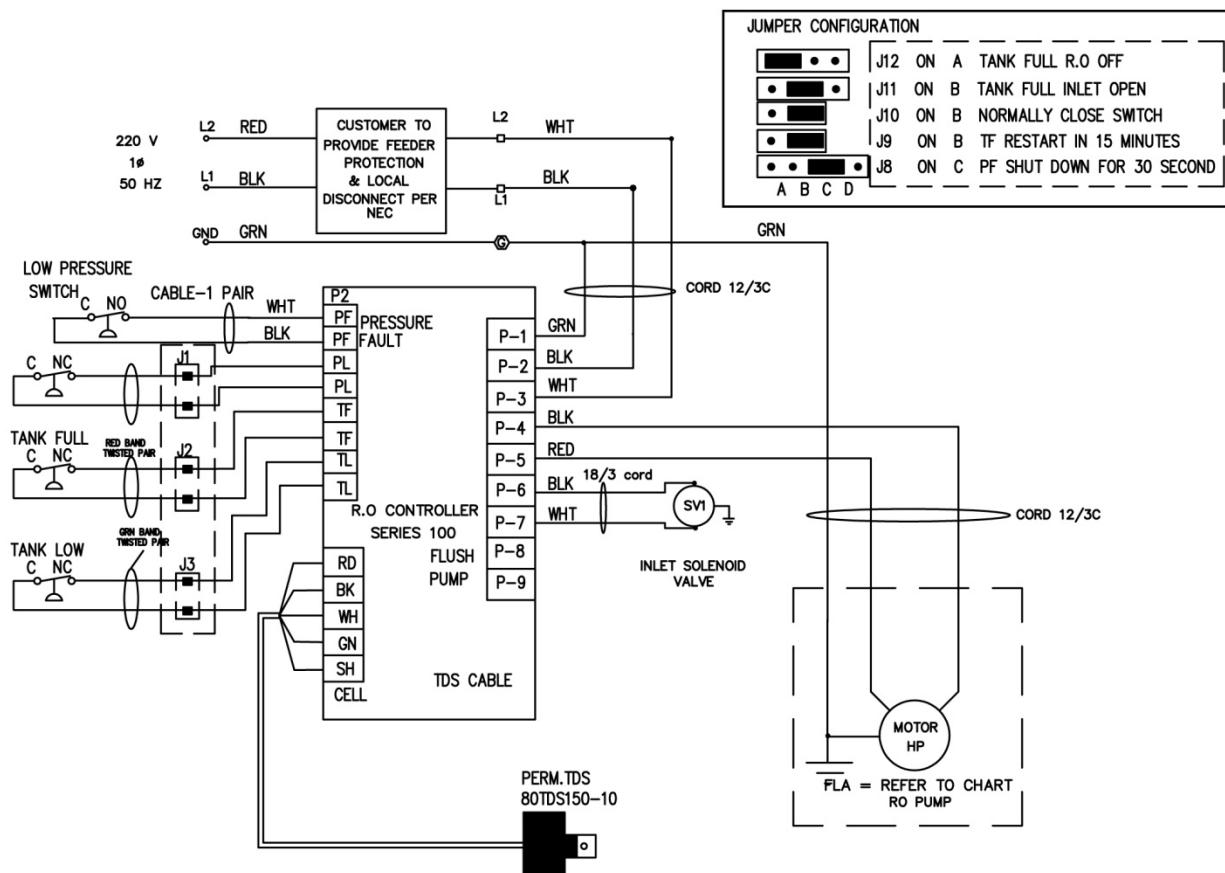 JUMPER CONFIGURATION
J12 ON A TANK FULL R.O OFF
J11 ON B TANK FULL INLET OPEN
J10 ON B NORMALLY CLOSE SWITCH
J9 ON B TF RESTART IN 15 MINUTES
J8 ON C PF SHUT DOWN FOR 30 SECOND
A B C D
220 V
1ø
50 HZ
L2 RED
L1 BLK
GND GRN
CUSTOMER TO
PROVIDE FEEDER
PROTECTION
& LOCAL
DISCONNECT PER
NEC
L2 WHT
BLK
L1
G
GRN
CORD 12/3C
LOW PRESSURE
SWITCH
C NO
CABLE-1 PAIR
WHT
BLK
C NC
J1
TANK FULL
C NC
RED BAND
TWISTED PAIR
J2
GRN BAND
TWISTED PAIR
TANK LOW
C NC
J3
P2
PF
PF
PL
PL
TF
TF
TL
TL
PRESSURE
FAULT
R.O CONTROLLER
SERIES 100
FLUSH
PUMP
RD
BK
WH
GN
SH
CELL
TDS CABLE
P-1 GRN
P-2 BLK
P-3 WHT
P-4 BLK
P-5 RED
P-6 BLK
P-7 WHT
P-8
P-9
18/3 cord
SV1
INLET SOLENOID
VALVE
CORD 12/3C
MOTOR
HP
FLA = REFER TO CHART
RO PUMP
PERM.TDS
80TDS150-10